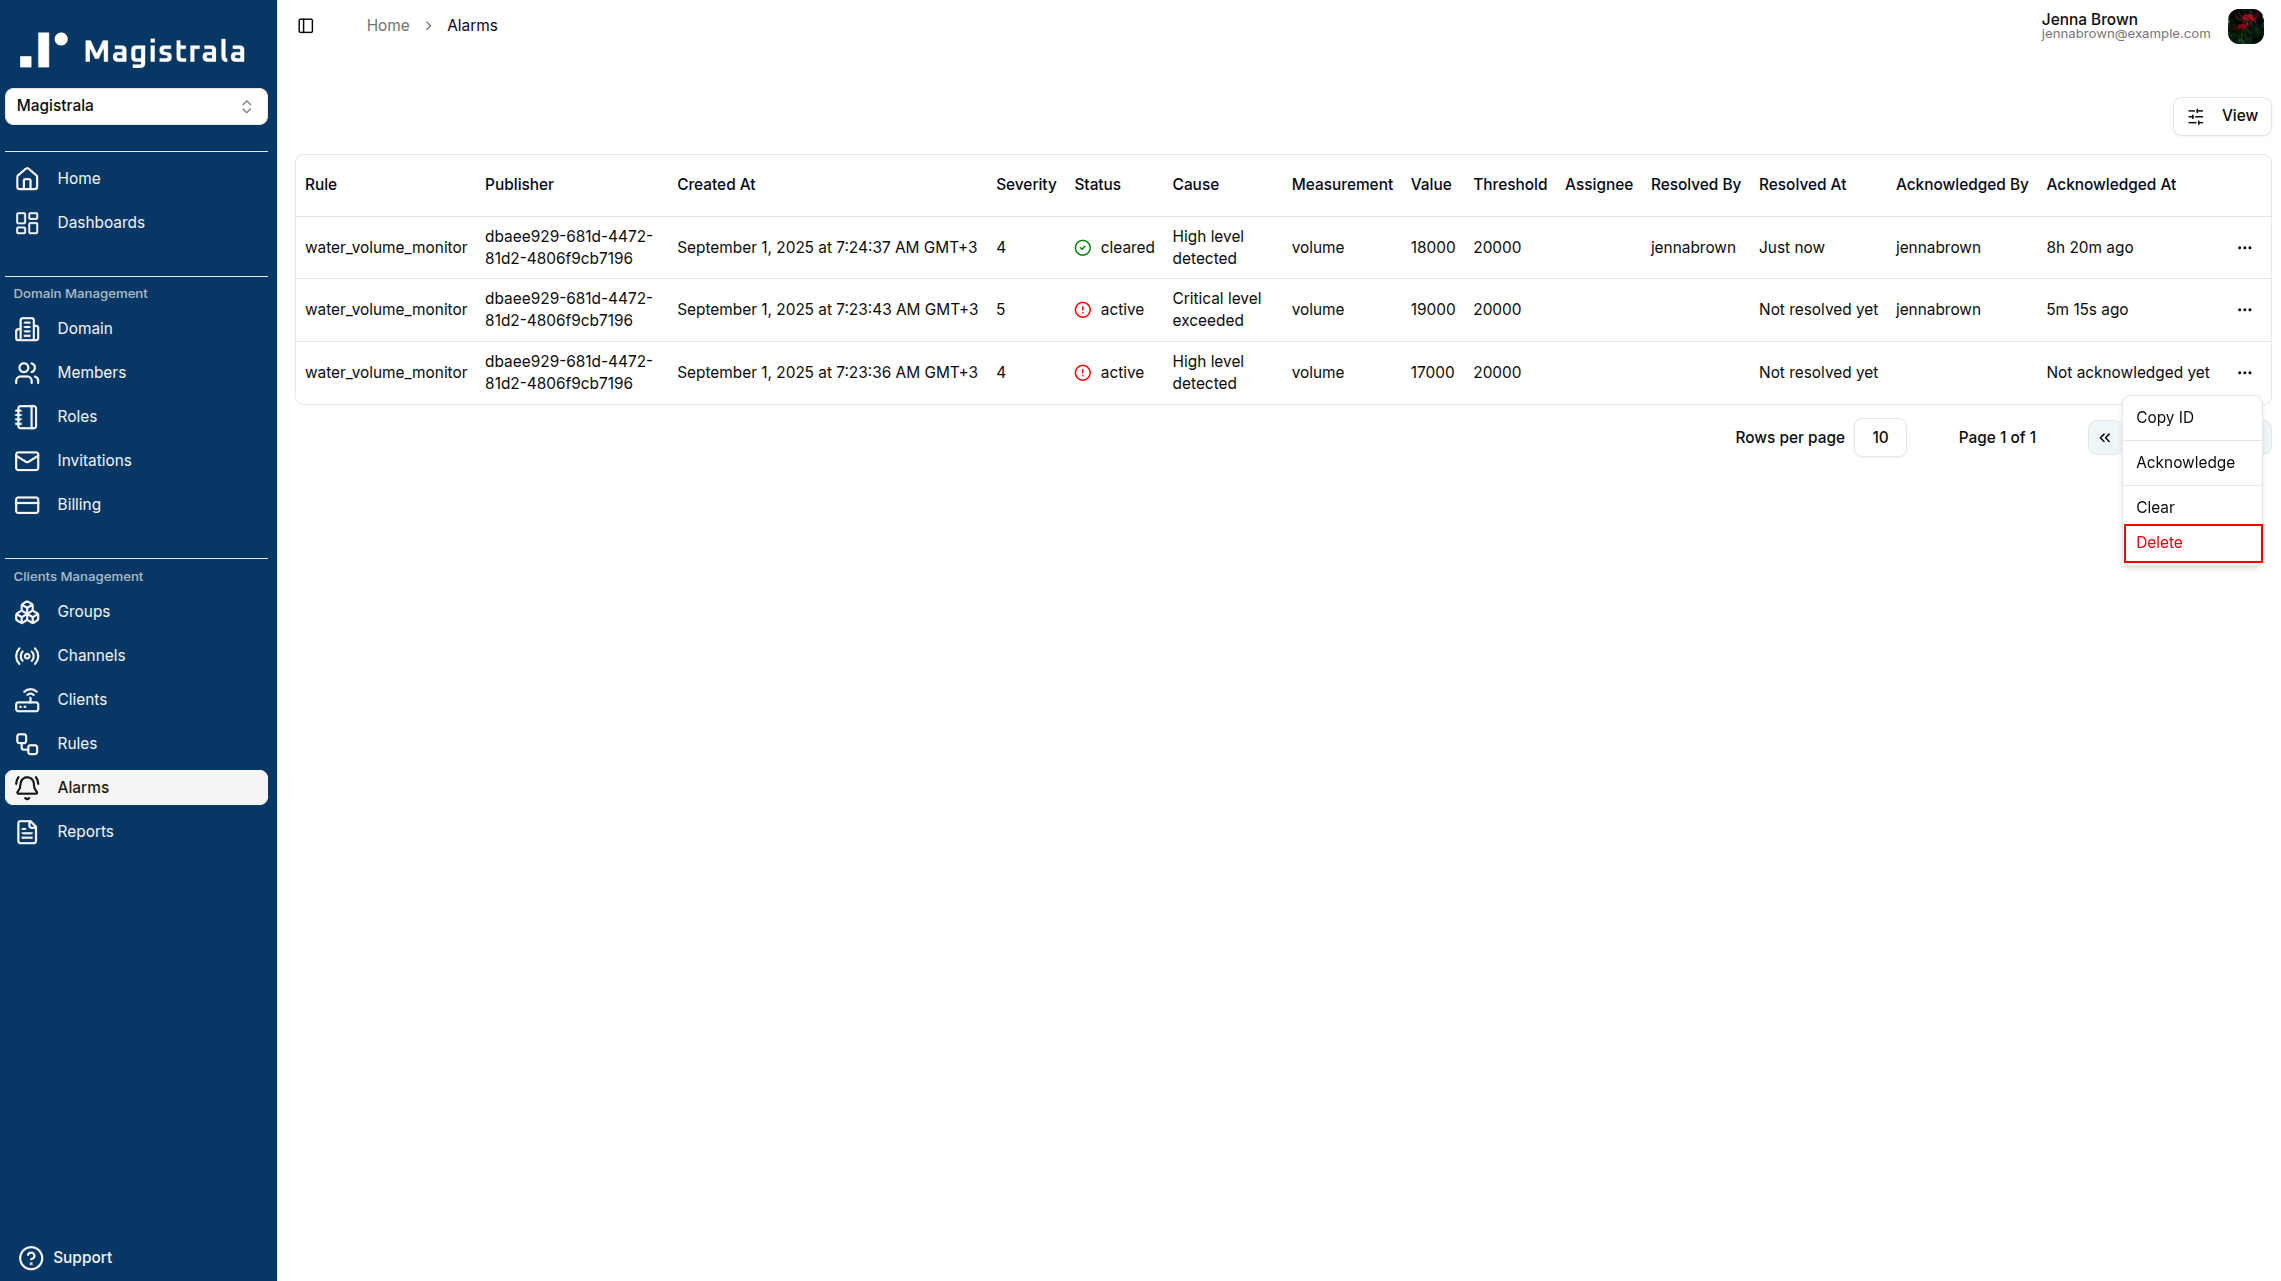 Magistrala
Magistrala
Home
Dashboards
Domain Management
Domain
Members
Roles
Invitations
Billing
Clients Management
Groups
Channels
Clients
Rules
Alarms
Reports
Support
Home > Alarms
Jenna Brown
jennabrown@example.com
View
Rule Publisher Created At Severity Status Cause Measurement Value Threshold Assignee Resolved By Resolved At Acknowledged By Acknowledged At
water_volume_monitor dbaee929-681d-4472- September 1, 2025 at 7:24:37 AM GMT+3 4 cleared High level volume 18000 20000 jennabrown Just now jennabrown 8h 20m ago ...
81d2-4806f9cb7196 detected
water_volume_monitor dbaee929-681d-4472- September 1, 2025 at 7:23:43 AM GMT+3 5 active Critical level volume 19000 20000 Not resolved yet jennabrown 5m 15s ago ...
81d2-4806f9cb7196 exceeded
water_volume_monitor dbaee929-681d-4472- September 1, 2025 at 7:23:36 AM GMT+3 4 active High level volume 17000 20000 Not resolved yet Not acknowledged yet ...
81d2-4806f9cb7196 detected
Rows per page 10 Page 1 of 1 «
Copy ID
Acknowledge
Clear
Delete